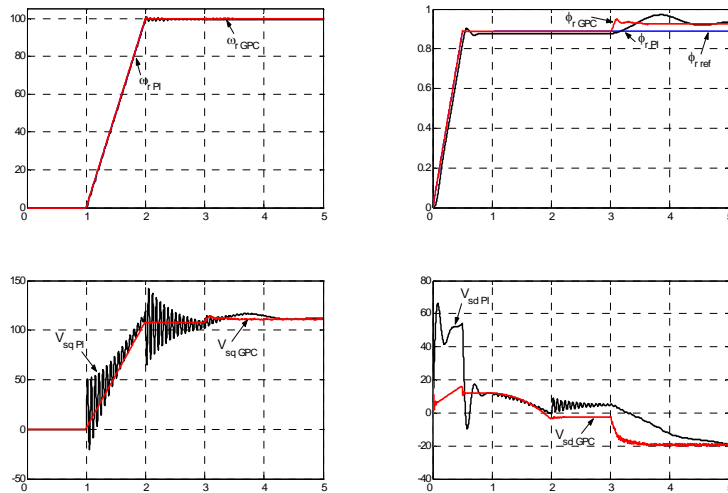 100
80
60
40
20
0
0 1 2 3 4 5
ω r GPC
ω r PI
1
0.8
0.6
0.4
0.2
0
0 1 2 3 4 5
ϕ r GPC
ϕ r PI
ϕ r ref
150
100
50
0
-50
0 1 2 3 4 5
V sq PI
V sq GPC
80
60
40
20
0
-20
-40
0 1 2 3 4 5
V sd PI
V sd GPC